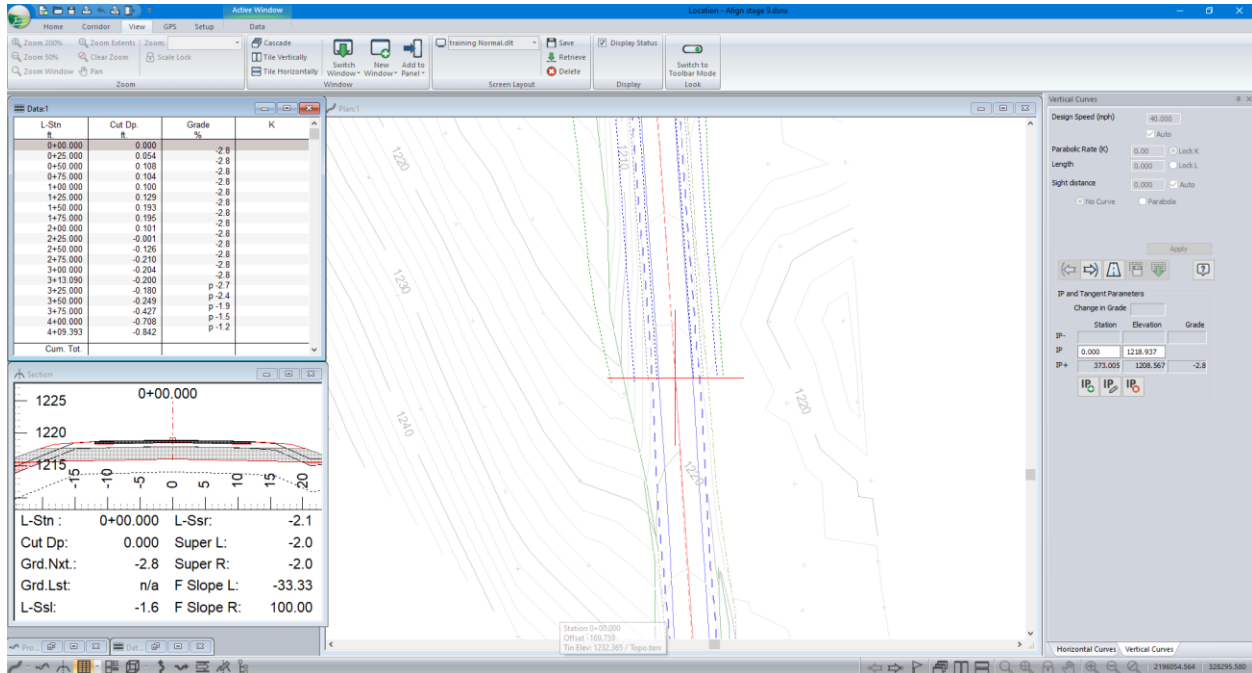 Active Window
Location - Align stage 9.dsnx
Home Corridor View GPS Setup Data
Zoom 200% Zoom Extents Zoom:
Zoom 50% Clear Zoom Scale Lock
Zoom Window Pan
Zoom
Cascade
Tile Vertically
Tile Horizontally
Switch Window
New Window
Add to Panel
Window
training Normal.dlt
Save
Retrieve
Delete
Screen Layout
Display Status
Display
Switch to Toolbar Mode
Look
Data:1
L-Stn Cut Dp. Grade K
ft. ft. %
0+00.000 0.000
-2.8
0+25.000 0.054
-2.8
0+50.000 0.108
-2.8
0+75.000 0.104
-2.8
1+00.000 0.100
-2.8
1+25.000 0.129
-2.8
1+50.000 0.193
-2.8
1+75.000 0.195
-2.8
2+00.000 0.101
-2.8
2+25.000 -0.001
-2.8
2+50.000 -0.126
-2.8
2+75.000 -0.210
-2.8
3+00.000 -0.204
-2.8
3+13.090 -0.200
p -2.7
3+25.000 -0.180
p -2.4
3+50.000 -0.249
p -1.9
3+75.000 -0.427
p -1.5
4+00.000 -0.708
p -1.2
4+09.393 -0.842
Cum. Tot.
Section
0+00.000
1225
1220
1215
-15 -10 -5 0 5 10 15 20
L-Stn : 0+00.000 L-Ssr: -2.1
Cut Dp: 0.000 Super L: -2.0
Grd.Nxt.: -2.8 Super R: -2.0
Grd.Lst: n/a F Slope L: -33.33
L-Ssl: -1.6 F Slope R: 100.00
Pro...
Dat...
Plan:1
1220
1210
1230
1240
1220
1220
Station 0+00.000
Offset -169.759
Tin Elev: 1232.365 / Topo.terx
Vertical Curves
Design Speed (mph) 40.000
Auto
Parabolic Rate (K) 0.00 Lock K
Length 0.000 Lock L
Sight distance 0.000 Auto
No Curve Parabola
Apply
IP and Tangent Parameters
Change in Grade
Station Elevation Grade
IP-
IP 0.000 1218.937
IP+ 373.005 1208.567 -2.8
IP IP IP
Horizontal Curves Vertical Curves
2196054.564 328295.580